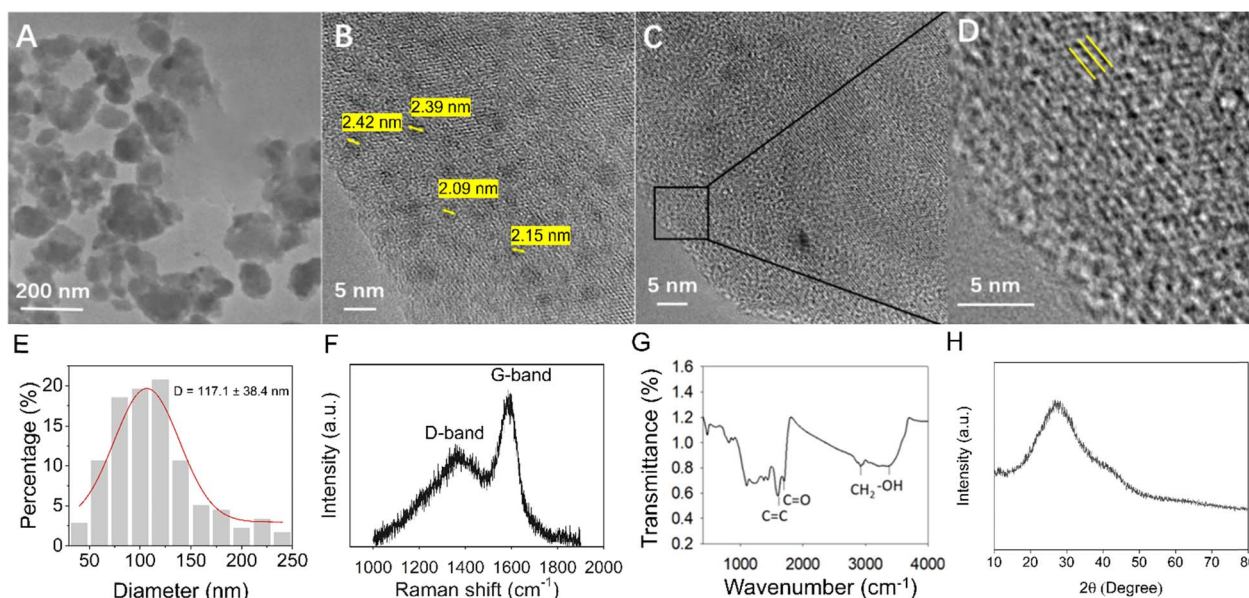 A
200 nm
B
2.42 nm
2.39 nm
2.09 nm
2.15 nm
5 nm
C
5 nm
D
5 nm
E
Percentage (%)
20
15
10
5
0
D = 117.1 ± 38.4 nm
50 100 150 200 250
Diameter (nm)
F
Intensity (a.u.)
D-band
G-band
1000 1200 1400 1600 1800 2000
Raman shift (cm⁻¹)
G
Transmittance (%)
1.6
1.4
1.2
1.0
0.8
0.6
0.4
0.2
C=O
C=C
CH₂
-OH
1000 2000 3000 4000
Wavenumber (cm⁻¹)
H
Intensity (a.u.)
10 20 30 40 50 60 70 80
2θ (Degree)